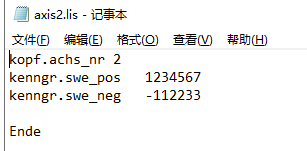 axis2.lis - 记事本
文件(F) 编辑(E) 格式(O) 查看(V) 帮助(H)
kopf.achs_nr 2
kenngr.swe_pos 1234567
kenngr.swe_neg -112233
Ende